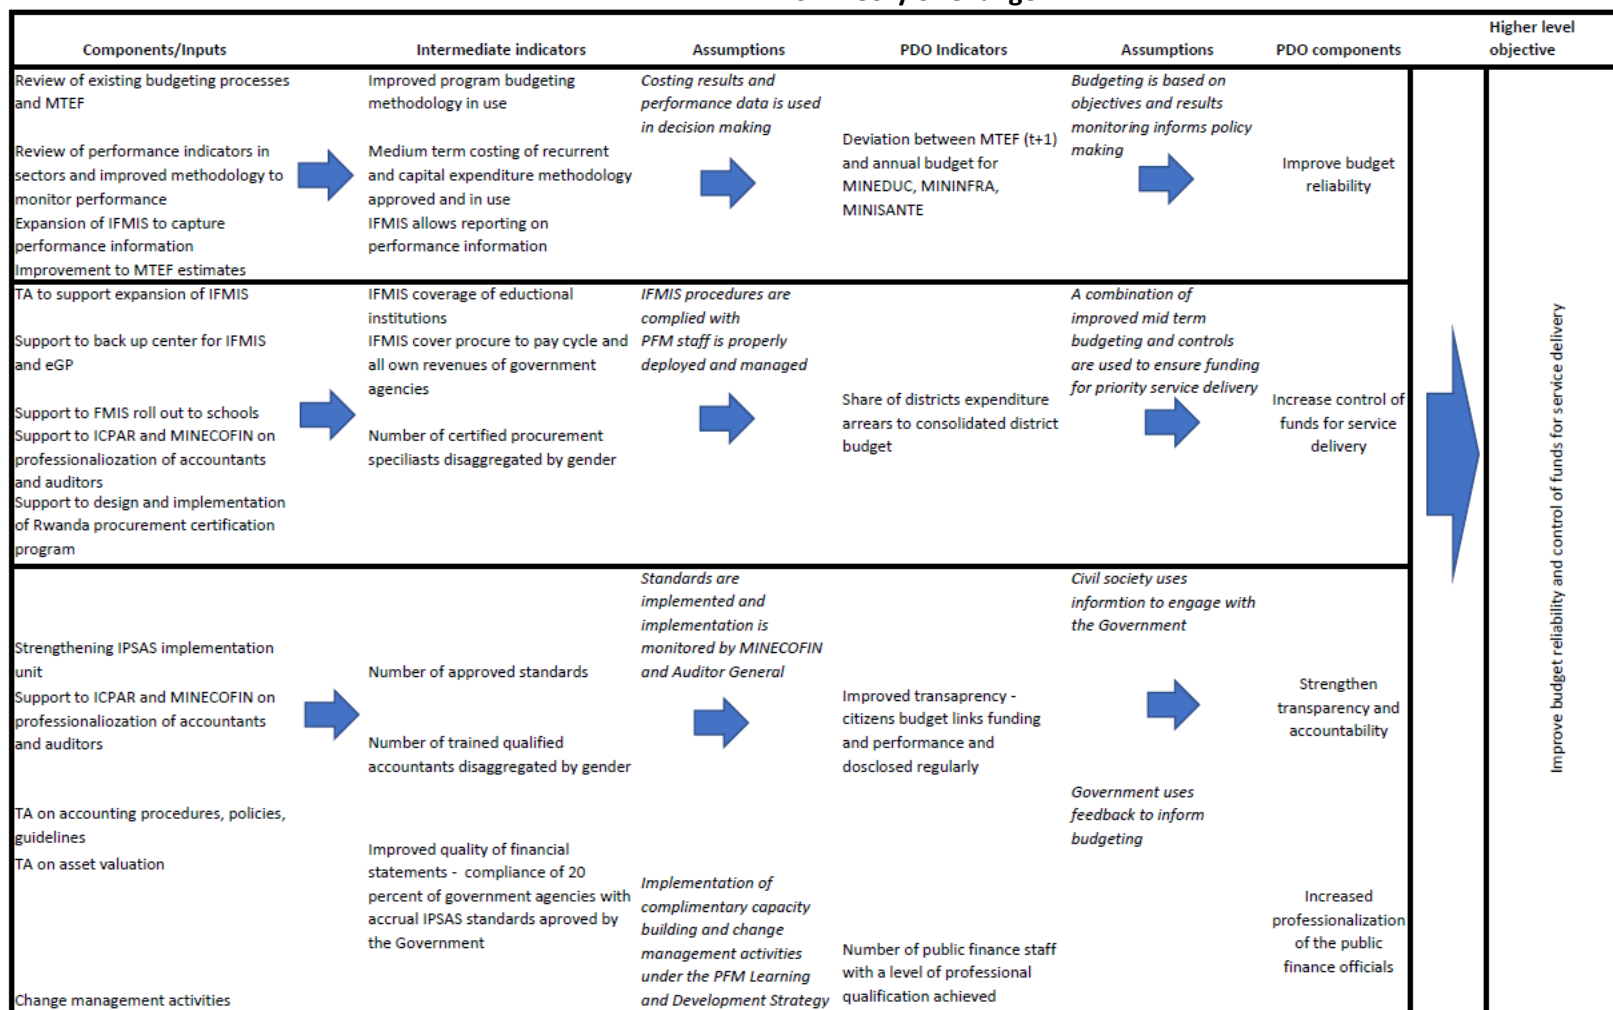 Components/Inputs
Intermediate indicators
Assumptions
PDO Indicators
Assumptions
PDO components
Higher level
objective
Review of existing budgeting processes
and MTEF
Review of performance indicators in
sectors and improved methodology to
monitor performance
Expansion of IFMIS to capture
performance information
Improvement to MTEF estimates
Improved program budgeting
methodology in use
Medium term costing of recurrent
and capital expenditure methodology
approved and in use
IFMIS allows reporting on
performance information
Costing results and
performance data is used
in decision making
Deviation between MTEF (t+1)
and annual budget for
MINEDUC, MININFRA,
MINISANTE
Budgeting is based on
objectives and results
monitoring informs policy
making
Improve budget
reliability
TA to support expansion of IFMIS
Support to back up center for IFMIS
and eGP
Support to FMIS roll out to schools
Support to ICPAR and MINECOFIN on
professionaliozation of accountants
and auditors
Support to design and implementation
of Rwanda procurement certification
program
IFMIS coverage of eductional
institutions
IFMIS cover procure to pay cycle and
all own revenues of government
agencies
Number of certified procurement
speciliasts disaggregated by gender
IFMIS procedures are
complied with
PFM staff is properly
deployed and managed
Share of districts expenditure
arrears to consolidated district
budget
A combination of
improved mid term
budgeting and controls
are used to ensure funding
for priority service delivery
Increase control of
funds for service
delivery
Strengthening IPSAS implementation
unit
Support to ICPAR and MINECOFIN on
professionaliozation of accountants
and auditors
TA on accounting procedures, policies,
guidelines
TA on asset valuation
Change management activities
Number of approved standards
Number of trained qualified
accountants disaggregated by gender
Improved quality of financial
statements - compliance of 20
percent of government agencies with
accrual IPSAS standards aproved by
the Government
Standards are
implemented and
implementation is
monitored by MINECOFIN
and Auditor General
Implementation of
complimentary capacity
building and change
management activities
under the PFM Learning
and Development Strategy
Improved transaprency -
citizens budget links funding
and performance and
dosclosed regularly
Number of public finance staff
with a level of professional
qualification achieved
Civil society uses
informtion to engage with
the Government
Government uses
feedback to inform
budgeting
Strengthen
transparency and
accountability
Increased
professionalization
of the public
finance officials
Improve budget reliability and control of funds for service delivery